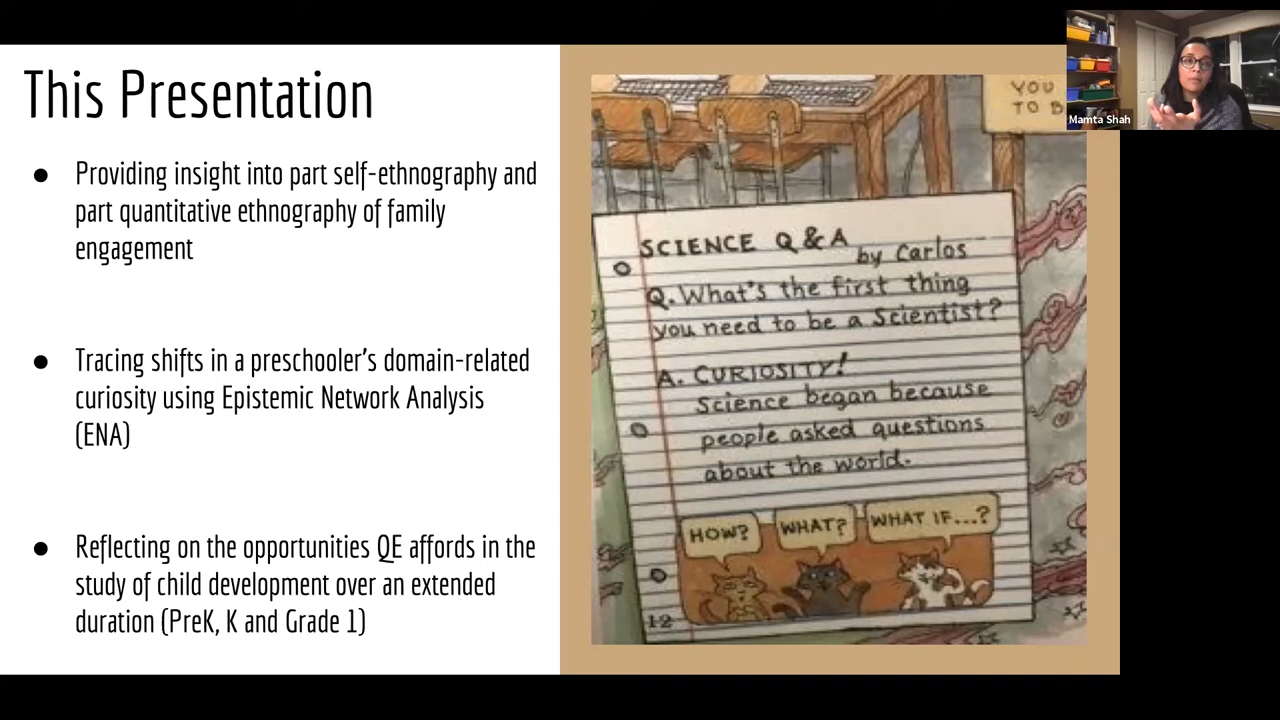 This Presentation
● Providing insight into part self-ethnography and
part quantitative ethnography of family
engagement
● Tracing shifts in a preschooler's domain-related
curiosity using Epistemic Network Analysis
(ENA)
● Reflecting on the opportunities QE affords in the
study of child development over an extended
duration (PreK, K and Grade 1)
YOU
TO B
SCIENCE Q & A
by Carlos
Q. What's the first thing
you need to be a Scientist?
A. CURIOSITY!
Science began because
people asked questions
about the world.
HOW?
WHAT?
WHAT IF...?
12
Mamta Shah